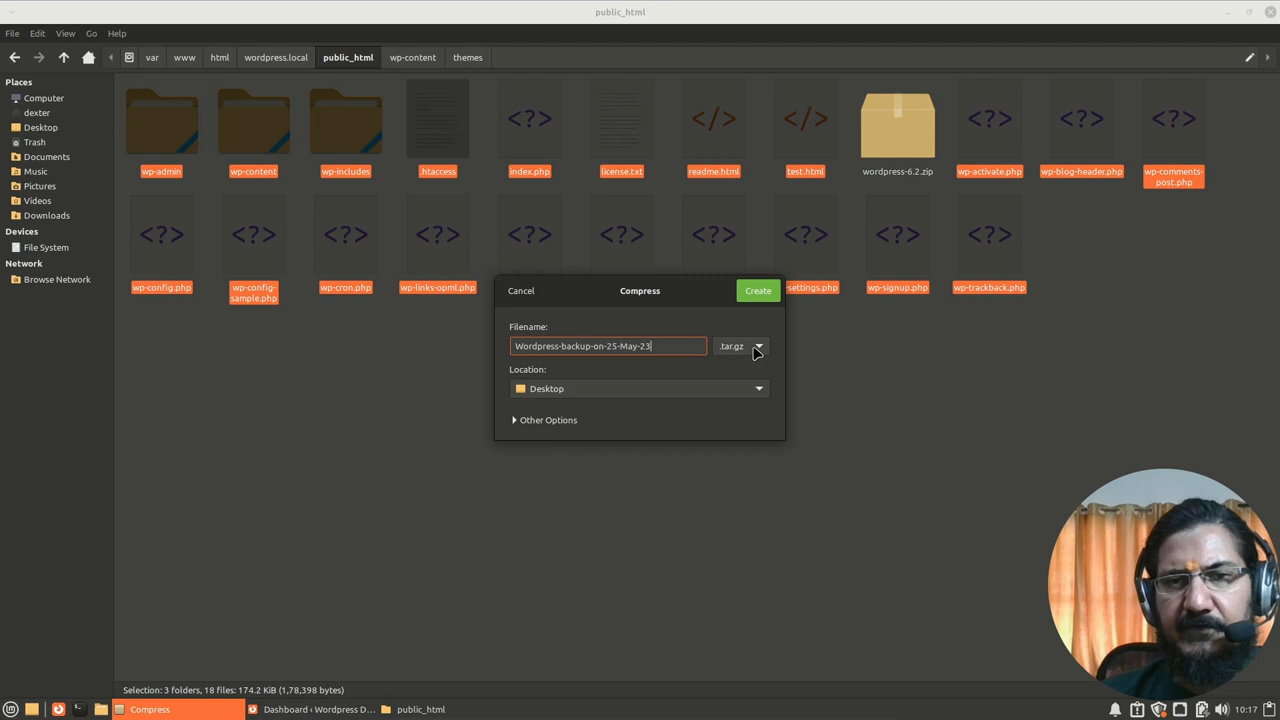 public_html
File Edit View Go Help
var www html wordpress.local public_html wp-content themes
Places
Computer
dexter
Desktop
Trash
Documents
Music
Pictures
Videos
Downloads
Devices
File System
Network
Browse Network
wp-admin wp-content wp-includes .htaccess index.php license.txt readme.html test.html wordpress-6.2.zip wp-activate.php wp-blog-header.php wp-comments-
post.php
wp-config.php wp-config- wp-cron.php wp-links-opml.php -settings.php wp-signup.php wp-trackback.php
sample.php
Cancel Compress Create
Filename:
Wordpress-backup-on-25-May-23 .tar.gz
Location:
Desktop
Other Options
Selection: 3 folders, 18 files: 174.2 KiB (1,78,398 bytes)
Compress Dashboard ‹ Wordpress D... public_html 10:17